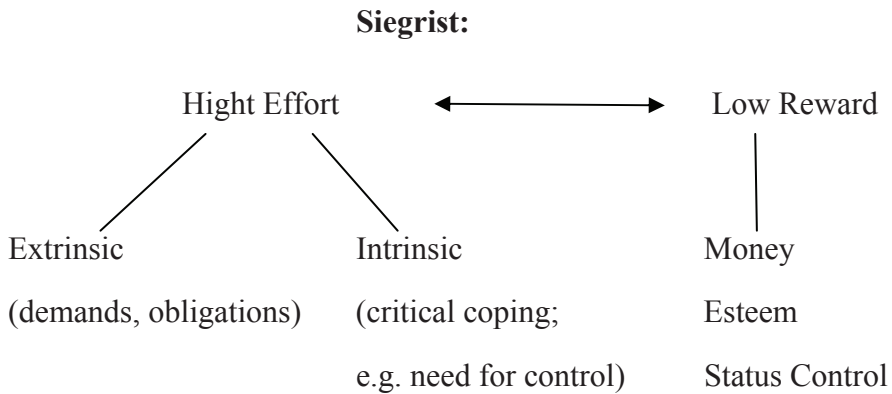 Siegrist:
Hight Effort Low Reward
Extrinsic Intrinsic Money
(demands, obligations) (critical coping; Esteem
e.g. need for control) Status Control